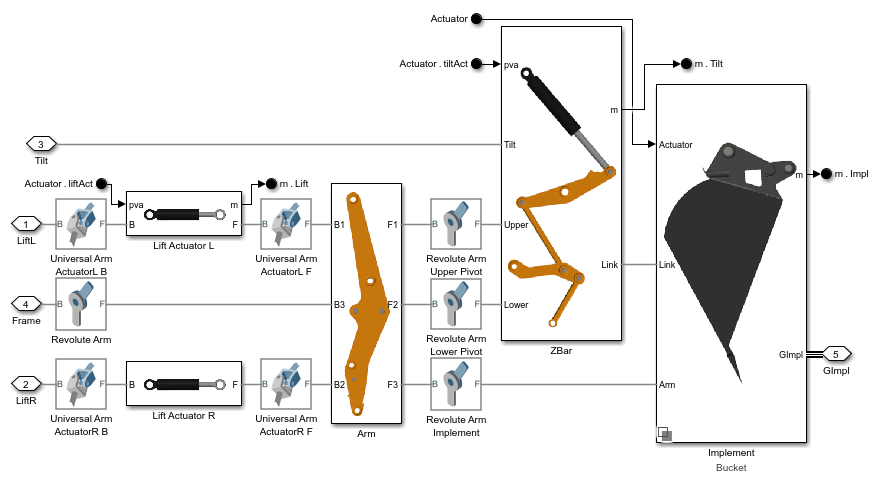 Actuator
Actuator . tiltAct
pva
m . Tilt
m
3
Tilt
Tilt
Actuator
m
m . Impl
Actuator . liftAct
m . Lift
pva
m
B
F
Lift Actuator L
1
LiftL
B
F
Universal Arm
ActuatorL B
B
F
Universal Arm
ActuatorL F
B1
F1
B
F
Revolute Arm
Upper Pivot
Upper
Link
Link
4
Frame
B
F
Revolute Arm
B3
F2
B
F
Revolute Arm
Lower Pivot
Lower
ZBar
GImpl
5
GImpl
2
LiftR
B
F
Universal Arm
ActuatorR B
B
F
Lift Actuator R
B
F
Universal Arm
ActuatorR F
B2
F3
Arm
B
F
Revolute Arm
Implement
Arm
Implement
Bucket